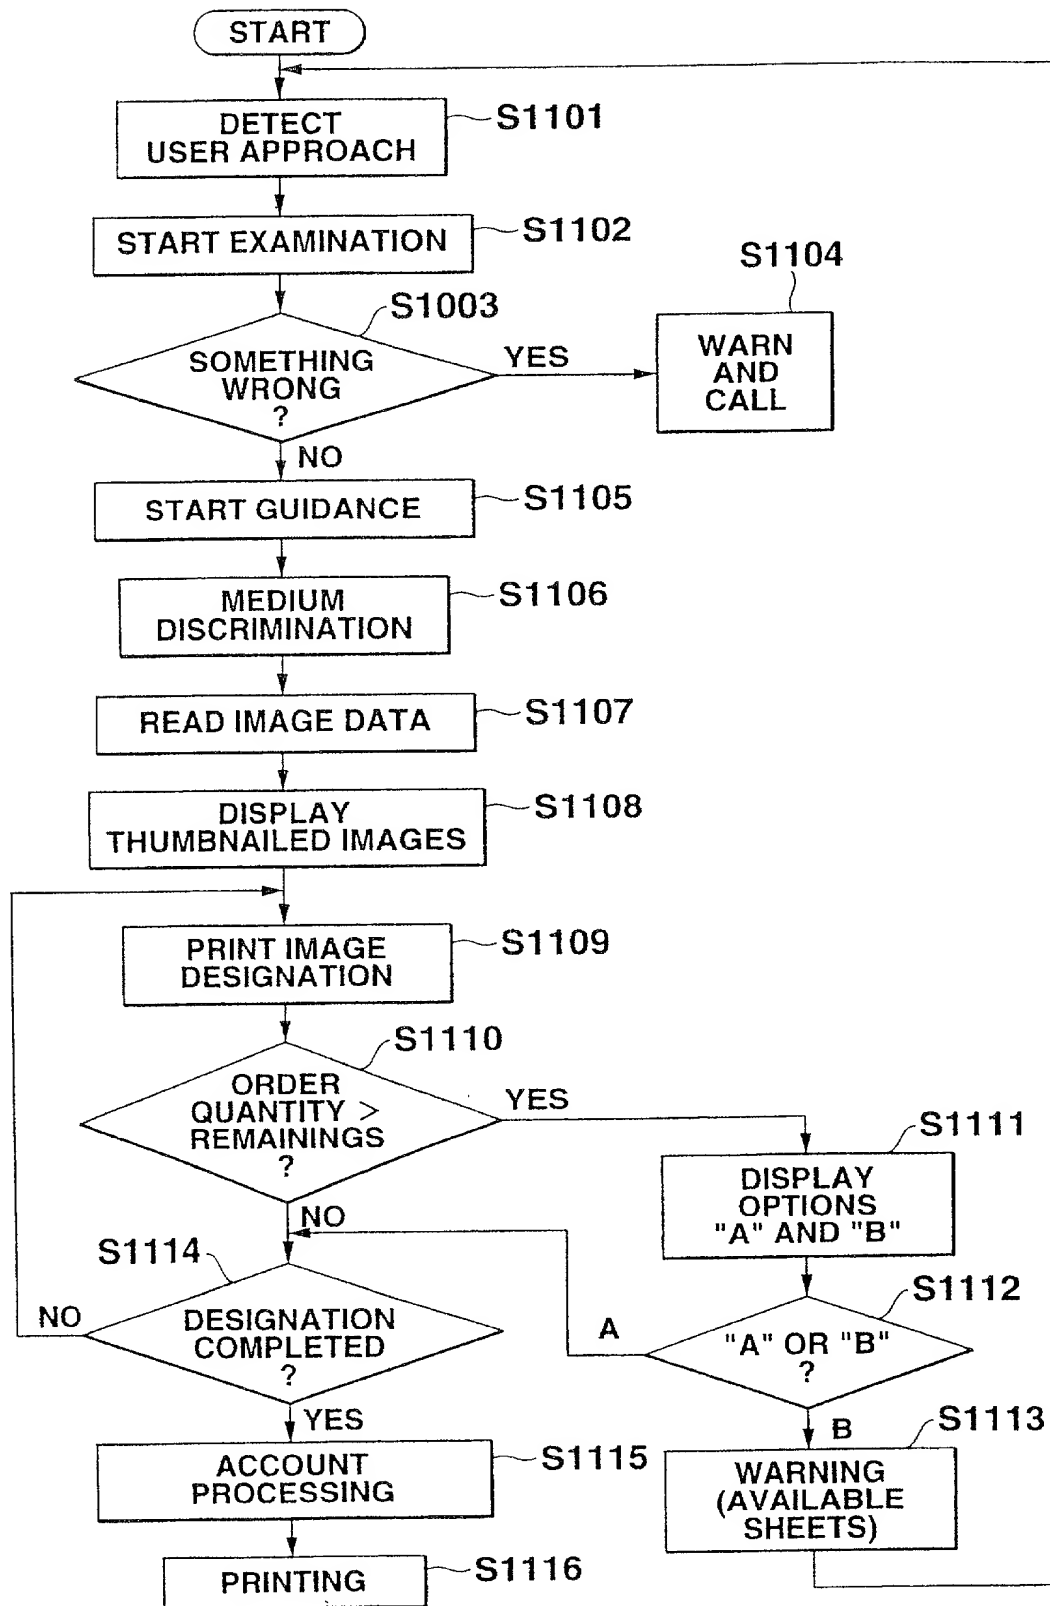 START
DETECT
USER APPROACH
S1101
START EXAMINATION
S1102
S1003
SOMETHING
WRONG
?
YES
NO
S1104
WARN
AND
CALL
START GUIDANCE
S1105
MEDIUM
DISCRIMINATION
S1106
READ IMAGE DATA
S1107
DISPLAY
THUMBNAILED IMAGES
S1108
PRINT IMAGE
DESIGNATION
S1109
S1110
ORDER
QUANTITY >
REMAININGS
?
YES
NO
S1111
DISPLAY
OPTIONS
"A" AND "B"
S1112
"A" OR "B"
?
A
B
S1113
WARNING
(AVAILABLE
SHEETS)
S1114
DESIGNATION
COMPLETED
?
NO
YES
ACCOUNT
PROCESSING
S1115
PRINTING
S1116